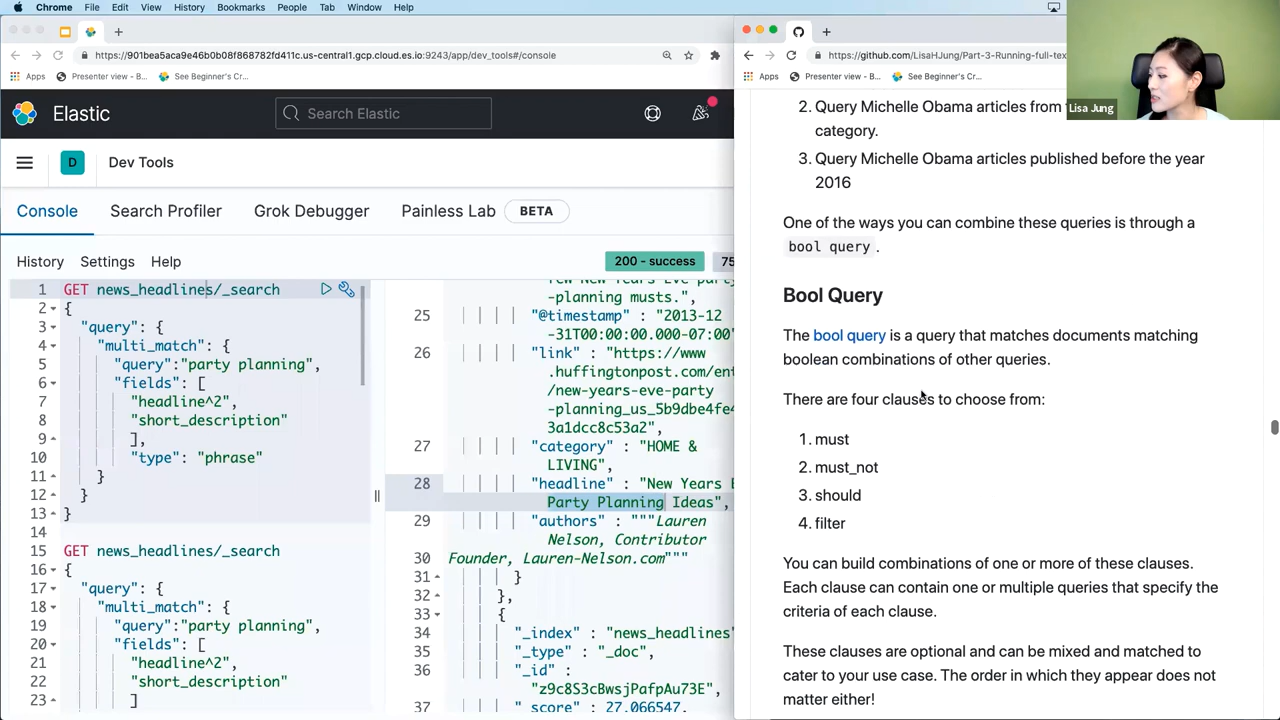 Chrome File Edit View History Bookmarks People Tab Window Help
https://901beaa5aca9e46b0b08f868782fd411c.us-central1.gcp.cloud.es.io:9243/app/dev_tools#/console
Apps Presenter view - B... See Beginner's Cr...
Elastic
Search Elastic
D
Dev Tools
Console
Search Profiler
Grok Debugger
Painless Lab
BETA
History Settings Help
200 - success
75
1 GET news_headlines/_search
2 {
3 "query": {
4 "multi_match": {
5 "query":"party planning",
6 "fields": [
7 "headline^2",
8 "short_description"
9 ],
10 "type": "phrase"
11 }
12 }
13 }
14
15 GET news_headlines/_search
16 {
17 "query": {
18 "multi_match": {
19 "query":"party planning",
20 "fields": [
21 "headline^2",
22 "short_description"
23 ]
few New Years Eve party
-planning musts.",
25 "@timestamp" : "2013-12
-31T00:00:00.000-07:00"
26 "link" : "https://www
.huffingtonpost.com/ent
/new-years-eve-party
-planning_us_5b9dbe4fe4
3a1dcc8c53a2",
27 "category" : "HOME &
LIVING",
28 "headline" : "New Years E
Party Planning Ideas",
29 "authors" : """Lauren
Nelson, Contributor
30 Founder, Lauren-Nelson.com"""
31 }
32 },
33 {
34 "_index" : "news_headlines"
35 "_type" : "_doc",
36 "_id" :
"z9c8S3cBwsjPafpAu73E",
37 "_score" : 27.066547,
https://github.com/LisaHJung/Part-3-Running-full-tex
Apps Presenter view - B... See Beginner's Cr...
Lisa Jung
2. Query Michelle Obama articles from
category.
3. Query Michelle Obama articles published before the year
2016
One of the ways you can combine these queries is through a
bool query .
Bool Query
The bool query is a query that matches documents matching
boolean combinations of other queries.
There are four clauses to choose from:
1. must
2. must_not
3. should
4. filter
You can build combinations of one or more of these clauses.
Each clause can contain one or multiple queries that specify the
criteria of each clause.
These clauses are optional and can be mixed and matched to
cater to your use case. The order in which they appear does not
matter either!